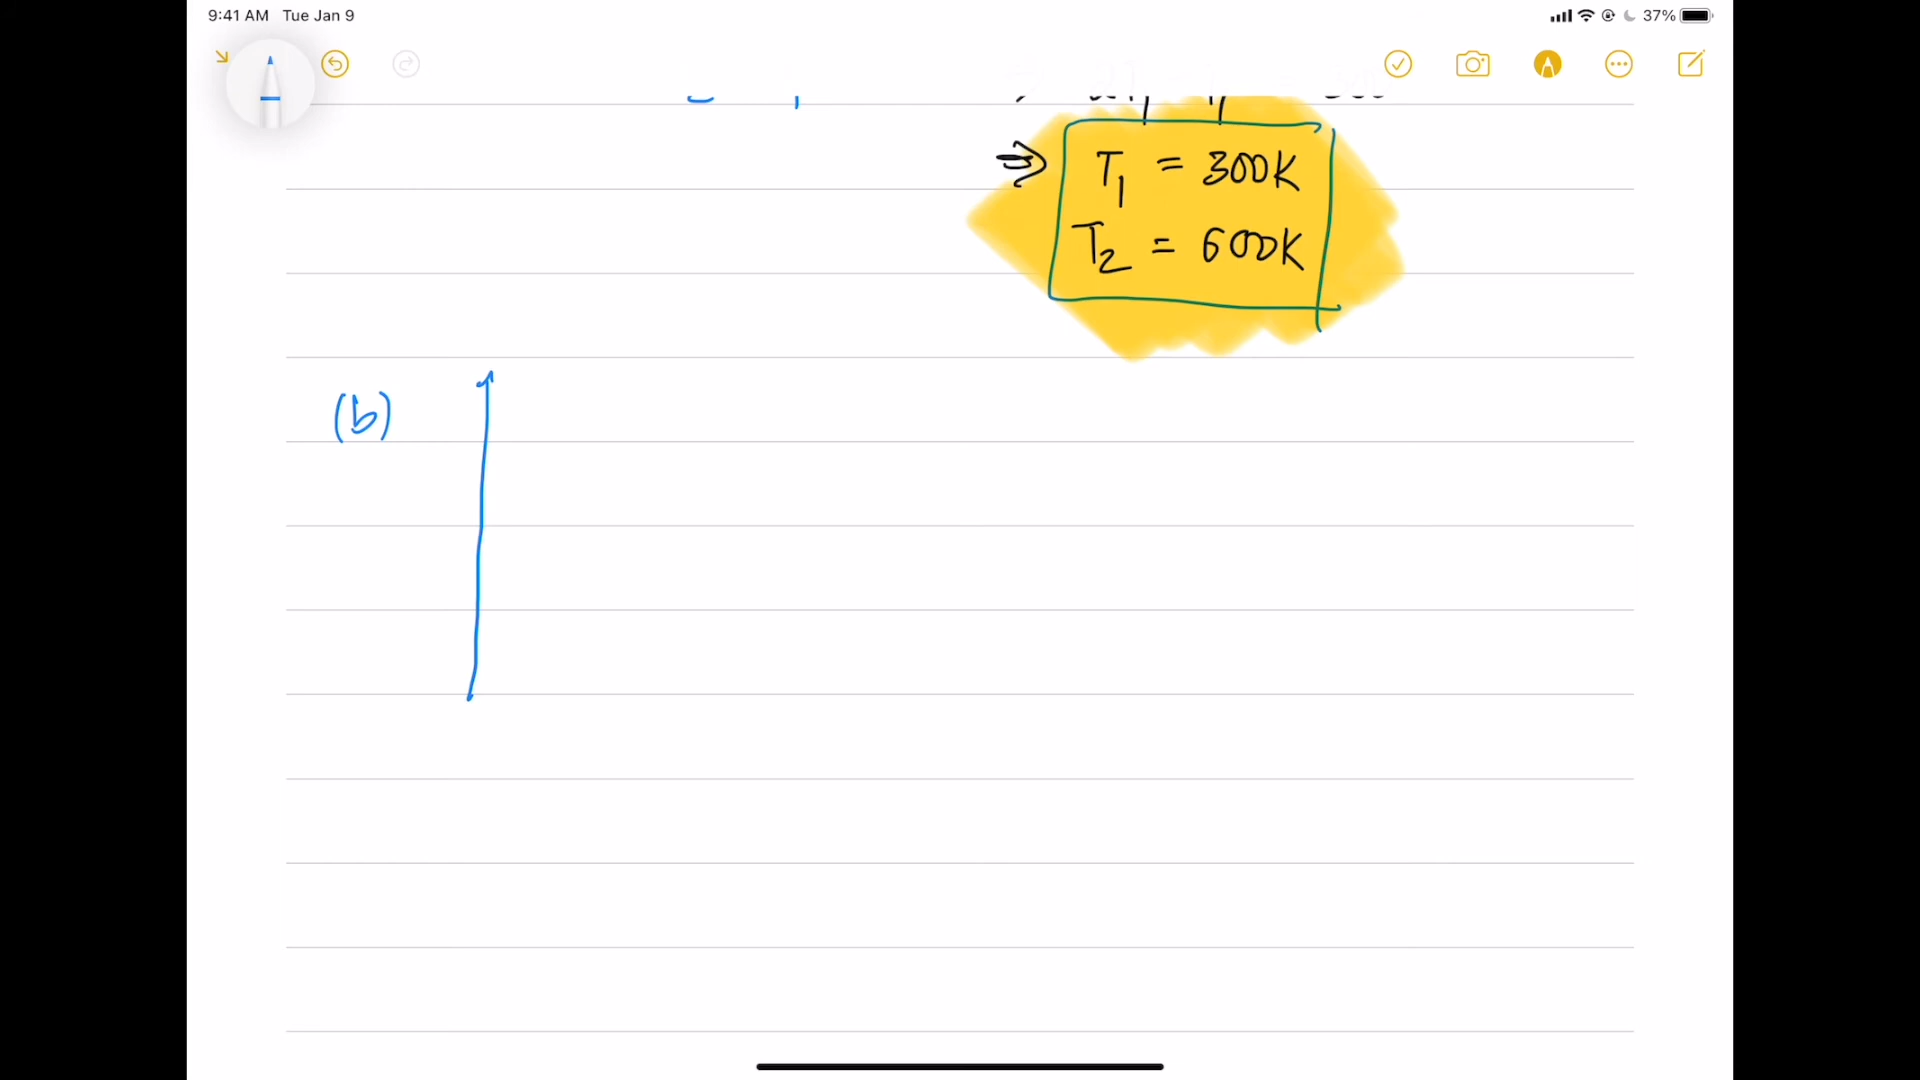 9:41 AM Tue Jan 9
37%
⇒ T₁ = 300K
T₂ = 600K
(b)